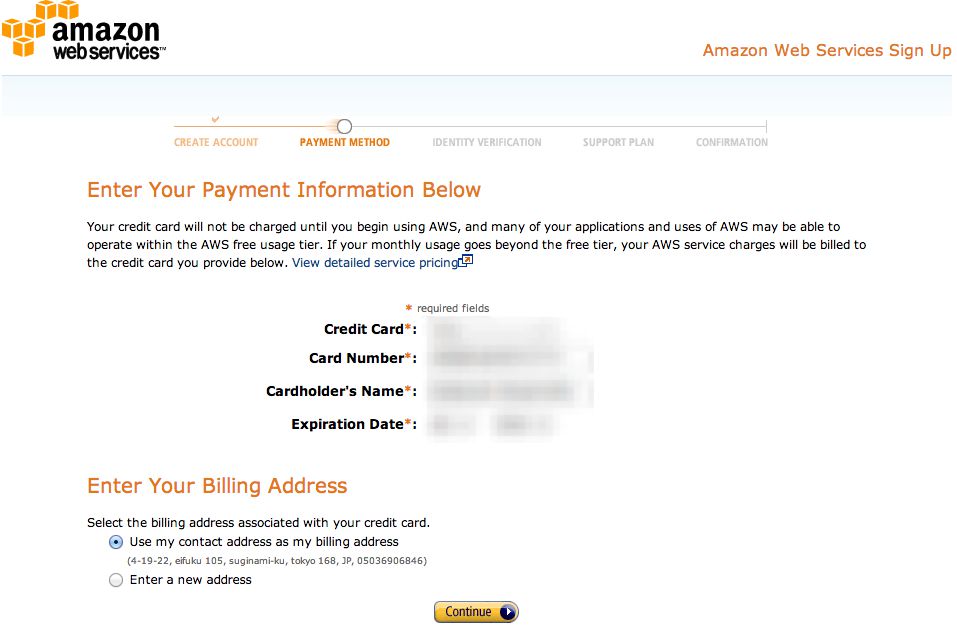 amazon
web services™
Amazon Web Services Sign Up
CREATE ACCOUNT
PAYMENT METHOD
IDENTITY VERIFICATION
SUPPORT PLAN
CONFIRMATION
Enter Your Payment Information Below
Your credit card will not be charged until you begin using AWS, and many of your applications and uses of AWS may be able to
operate within the AWS free usage tier. If your monthly usage goes beyond the free tier, your AWS service charges will be billed to
the credit card you provide below. View detailed service pricing
* required fields
Credit Card*:
Card Number*:
Cardholder's Name*:
Expiration Date*:
Enter Your Billing Address
Select the billing address associated with your credit card.
Use my contact address as my billing address
(4-19-22, eifuku 105, suginami-ku, tokyo 168, JP, 05036906846)
Enter a new address
Continue